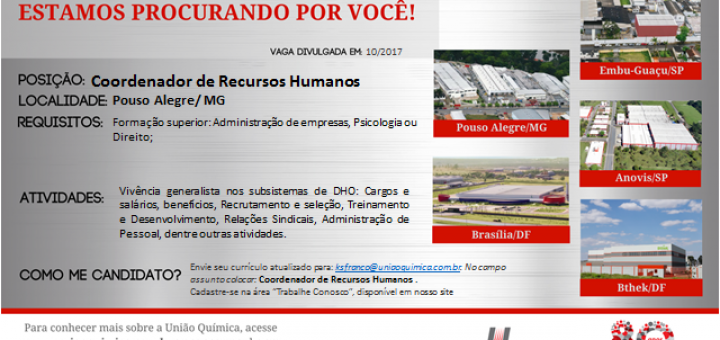 ESTAMOS PROCURANDO POR VOCÊ!
VAGA DIVULGADA EM: 10/2017
POSIÇÃO: Coordenador de Recursos Humanos
LOCALIDADE: Pouso Alegre/ MG
REQUISITOS: Formação superior: Administração de empresas, Psicologia ou
Direito;
ATIVIDADES: Vivência generalista nos subsistemas de DHO: Cargos e
salários, benefícios, Recrutamento e seleção, Treinamento
e Desenvolvimento, Relações Sindicais, Administração de
Pessoal, dentre outras atividades.
COMO ME CANDIDATO? Envie seu currículo atualizado para: ksfranco@uniaoquimica.com.br. No campo
assunto colocar: Coordenador de Recursos Humanos .
Cadastre-se na área "Trabalhe Conosco", disponível em nosso site
Embu-Guaçu/SP
Pouso Alegre/MG
Anovis/SP
Brasília/DF
Bthek/DF
Para conhecer mais sobre a União Química, acesse